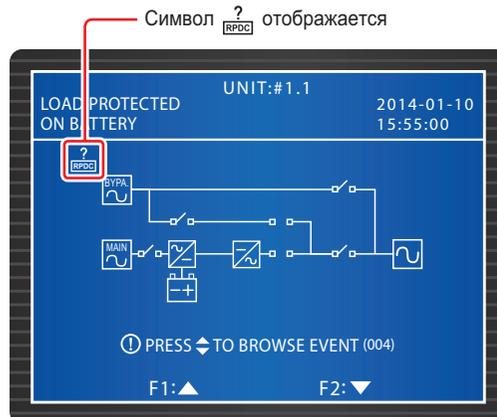 Символ ? RPDC отображается
UNIT:#1.1
LOAD PROTECTED
2014-01-10
ON BATTERY
15:55:00
?
RPDC
BYPA.
MAIN
PRESS TO BROWSE EVENT (004)
F1: F2: